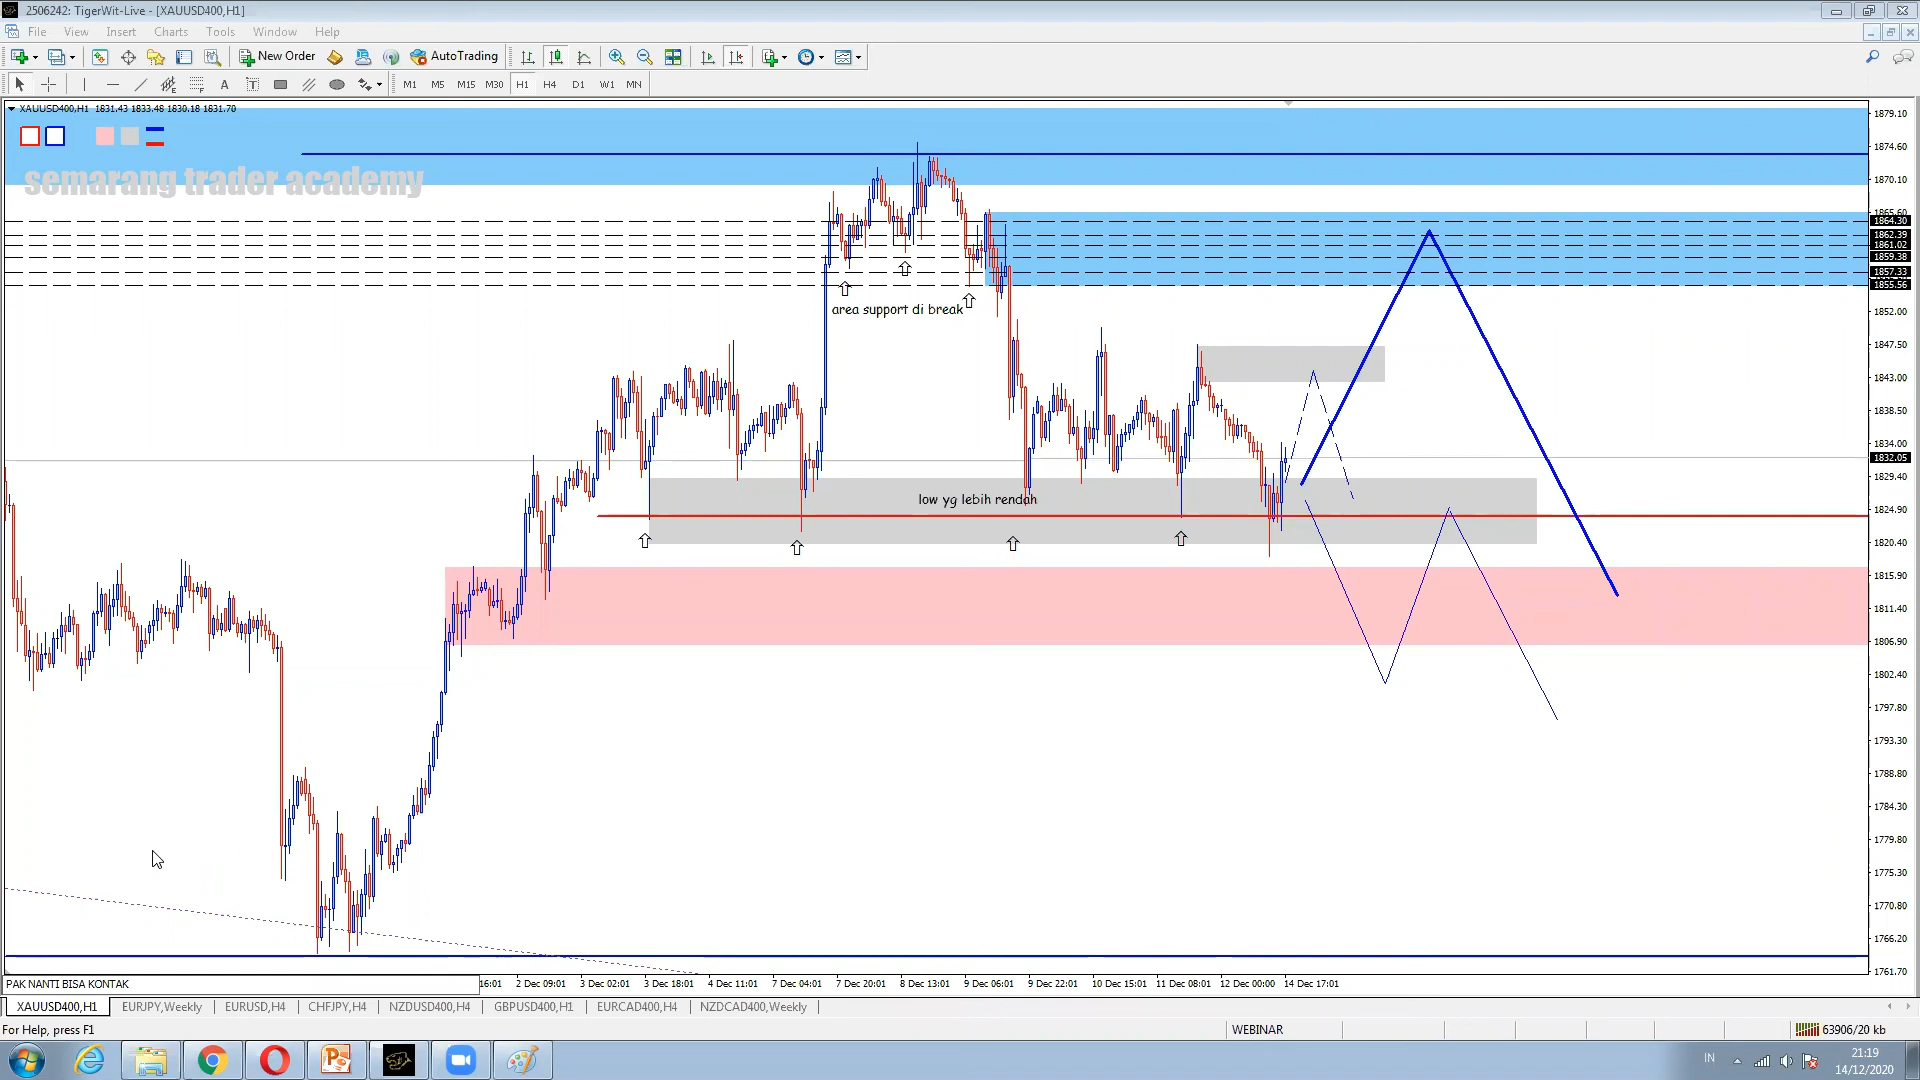 2506242: TigerWit-Live - [XAUUSD400,H1]
File View Insert Charts Tools Window Help
New Order AutoTrading
A T M1 M5 M15 M30 H1 H4 D1 W1 MN
XAUUSD400,H1 1831.43 1833.48 1830.18 1831.70
semarang trader academy
area support di break
low yg lebih rendah
1879.10
1874.60
1870.10
1864.30
1862.39
1861.02
1859.38
1857.33
1855.56
1852.00
1847.50
1843.00
1838.50
1834.00
1832.05
1829.40
1824.90
1820.40
1815.90
1811.40
1806.90
1802.40
1797.80
1793.30
1788.80
1784.30
1779.80
1775.30
1770.80
1766.20
1761.70
PAK NANTI BISA KONTAK
16:01 2 Dec 09:01 3 Dec 02:01 3 Dec 18:01 4 Dec 11:01 7 Dec 04:01 7 Dec 20:01 8 Dec 13:01 9 Dec 06:01 9 Dec 22:01 10 Dec 15:01 11 Dec 08:01 12 Dec 00:00 14 Dec 17:01
XAUUSD400,H1 EURJPY,Weekly EURUSD,H4 CHFJPY,H4 NZDUSD400,H4 GBPUSD400,H1 EURCAD400,H4 NZDCAD400,Weekly
For Help, press F1 WEBINAR 63906/20 kb
IN 21:19
14/12/2020